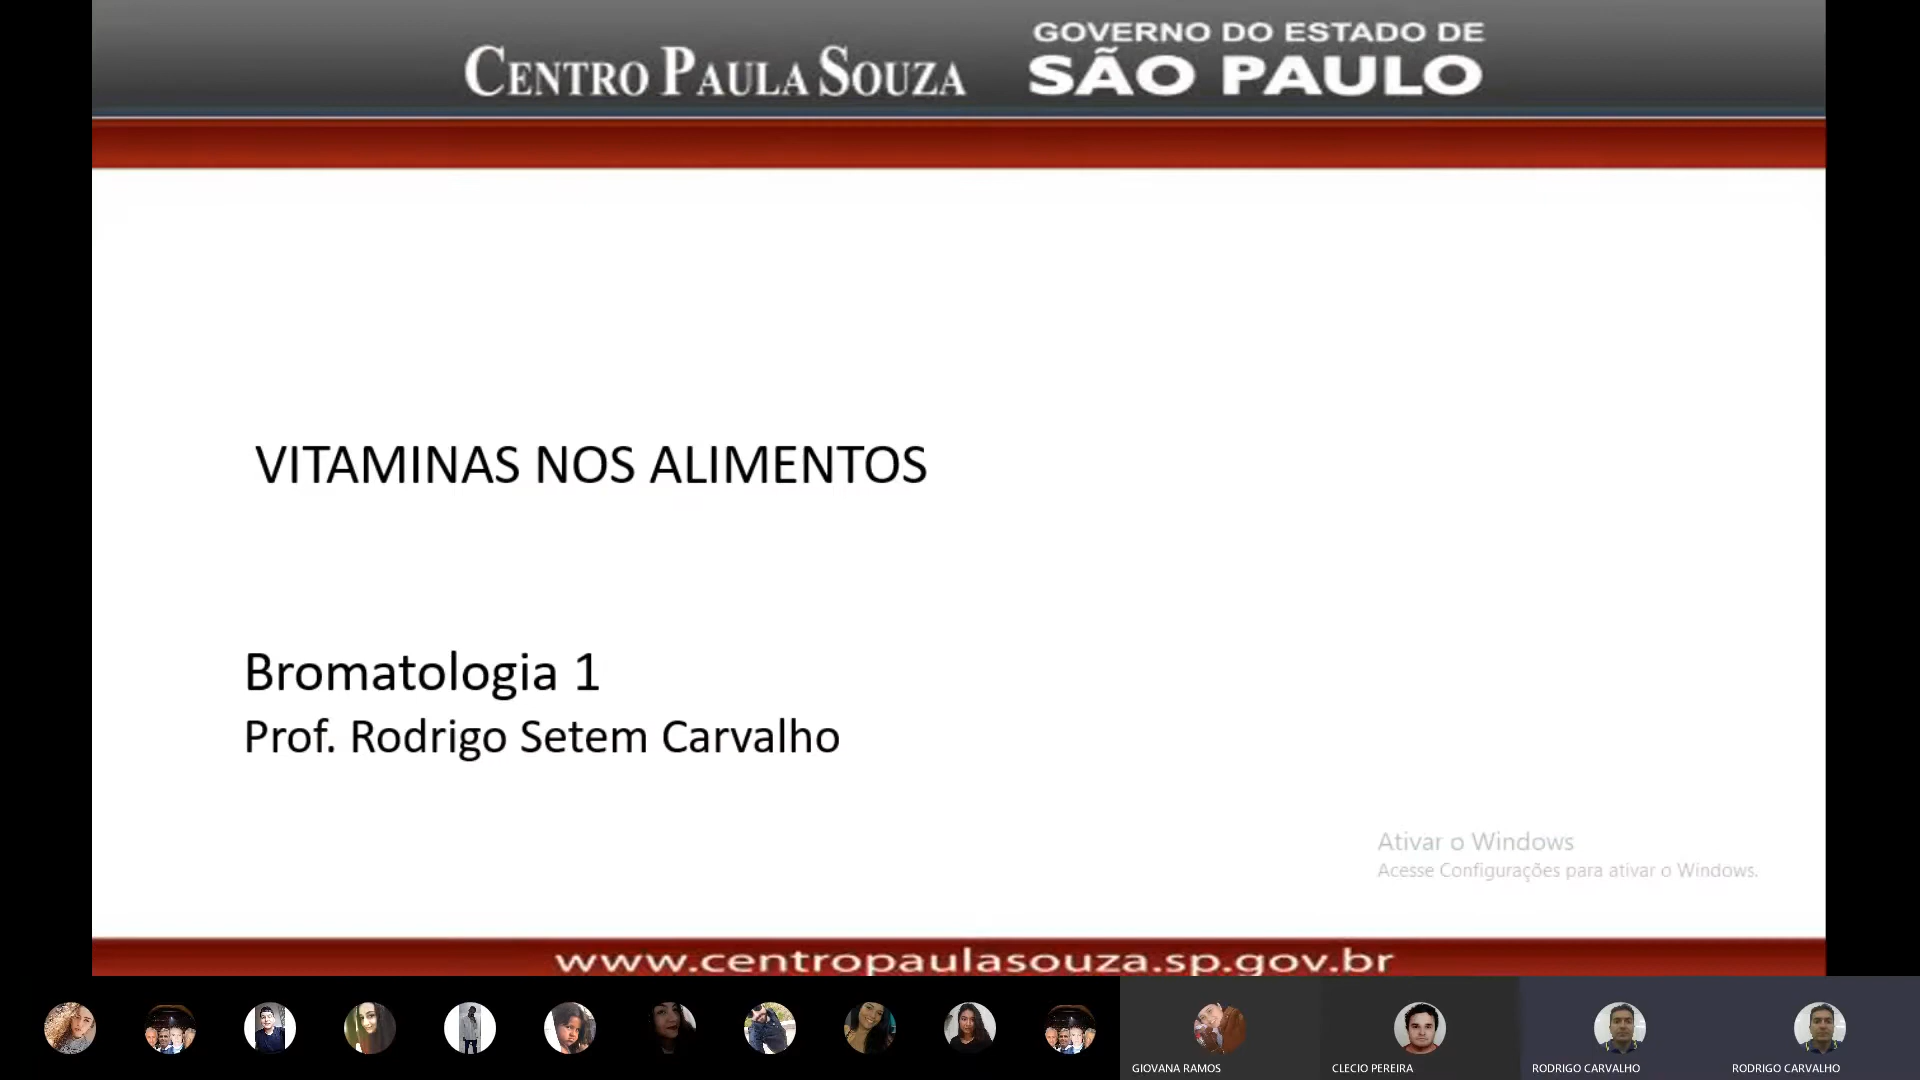 CENTRO PAULA SOUZA
GOVERNO DO ESTADO DE
SÃO PAULO
VITAMINAS NOS ALIMENTOS
Bromatologia 1
Prof. Rodrigo Setem Carvalho
Ativar o Windows
Acesse Configurações para ativar o Windows.
www.centropaulasouza.sp.gov.br
GIOVANA RAMOS
CLECIO PEREIRA
RODRIGO CARVALHO
RODRIGO CARVALHO